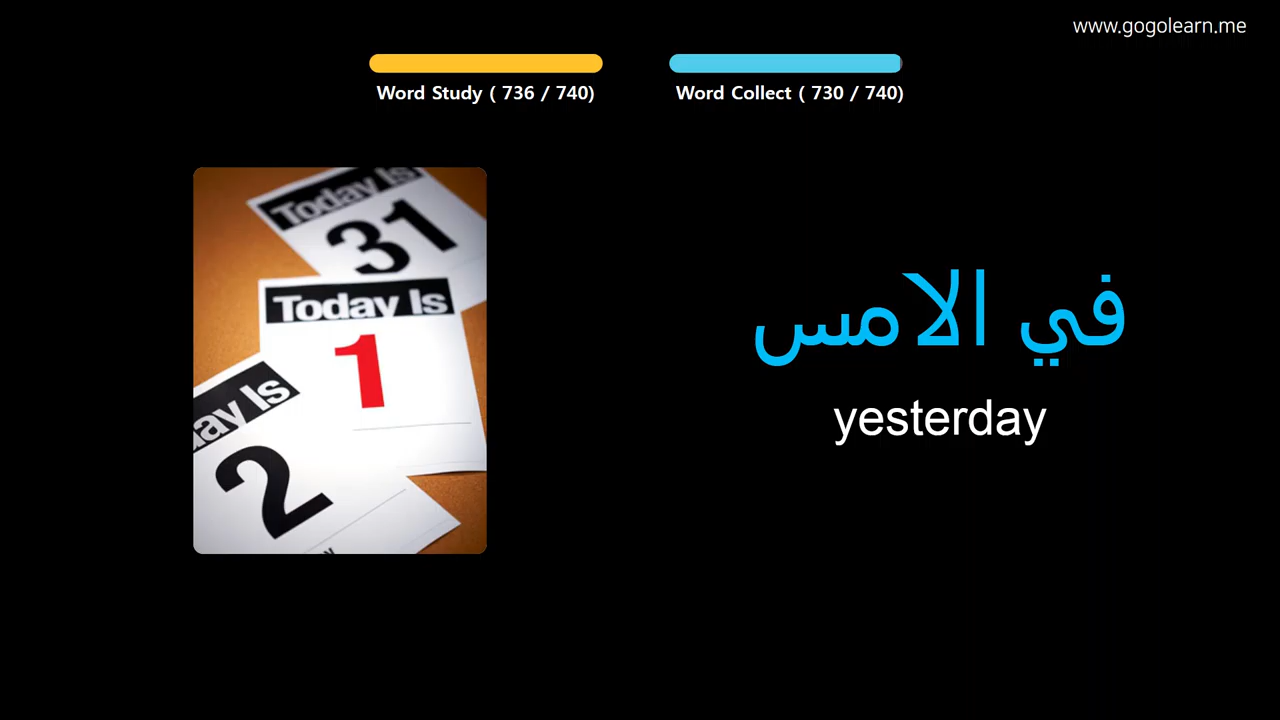 www.gogolearn.me
Word Study ( 736 / 740)
Word Collect ( 730 / 740)
Today Is
31
Today Is
1
ay Is
2
في الامس
yesterday